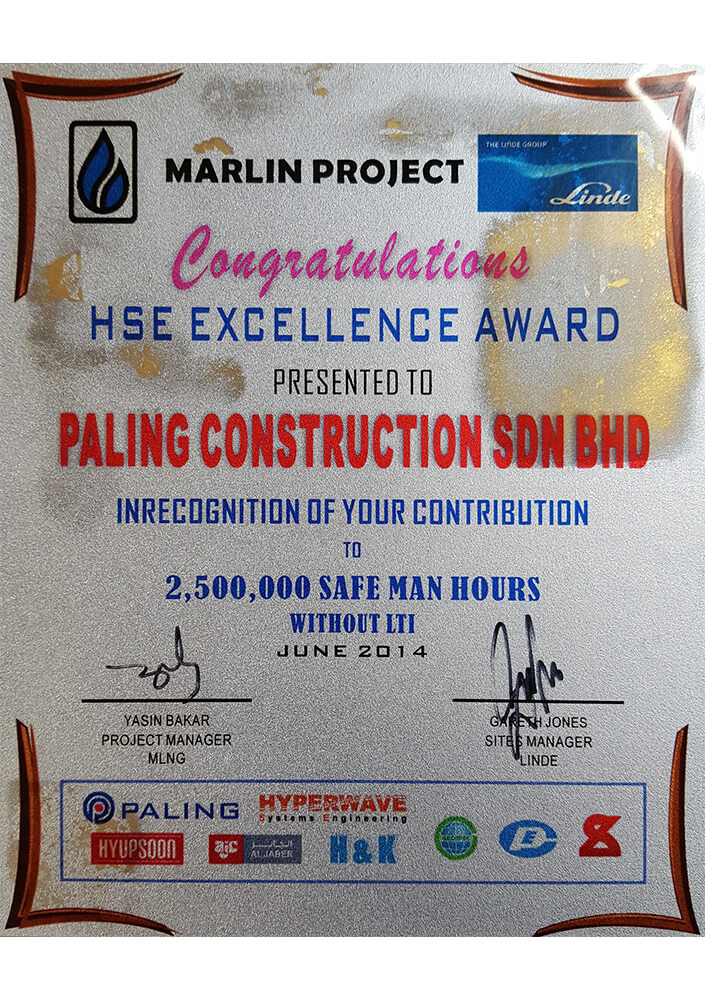 MARLIN PROJECT
THE LINDE GROUP
Linde
Congratulations
HSE EXCELLENCE AWARD
PRESENTED TO
PALING CONSTRUCTION SDN BHD
INRECOGNITION OF YOUR CONTRIBUTION
TO
2,500,000 SAFE MAN HOURS
WITHOUT LTI
JUNE 2014
YASIN BAKAR
PROJECT MANAGER
MLNG
GARETH JONES
SITES MANAGER
LINDE
PALING
HYPERWAVE
Systems Engineering
HYUPSOON
ajc
ALJABER
H&K